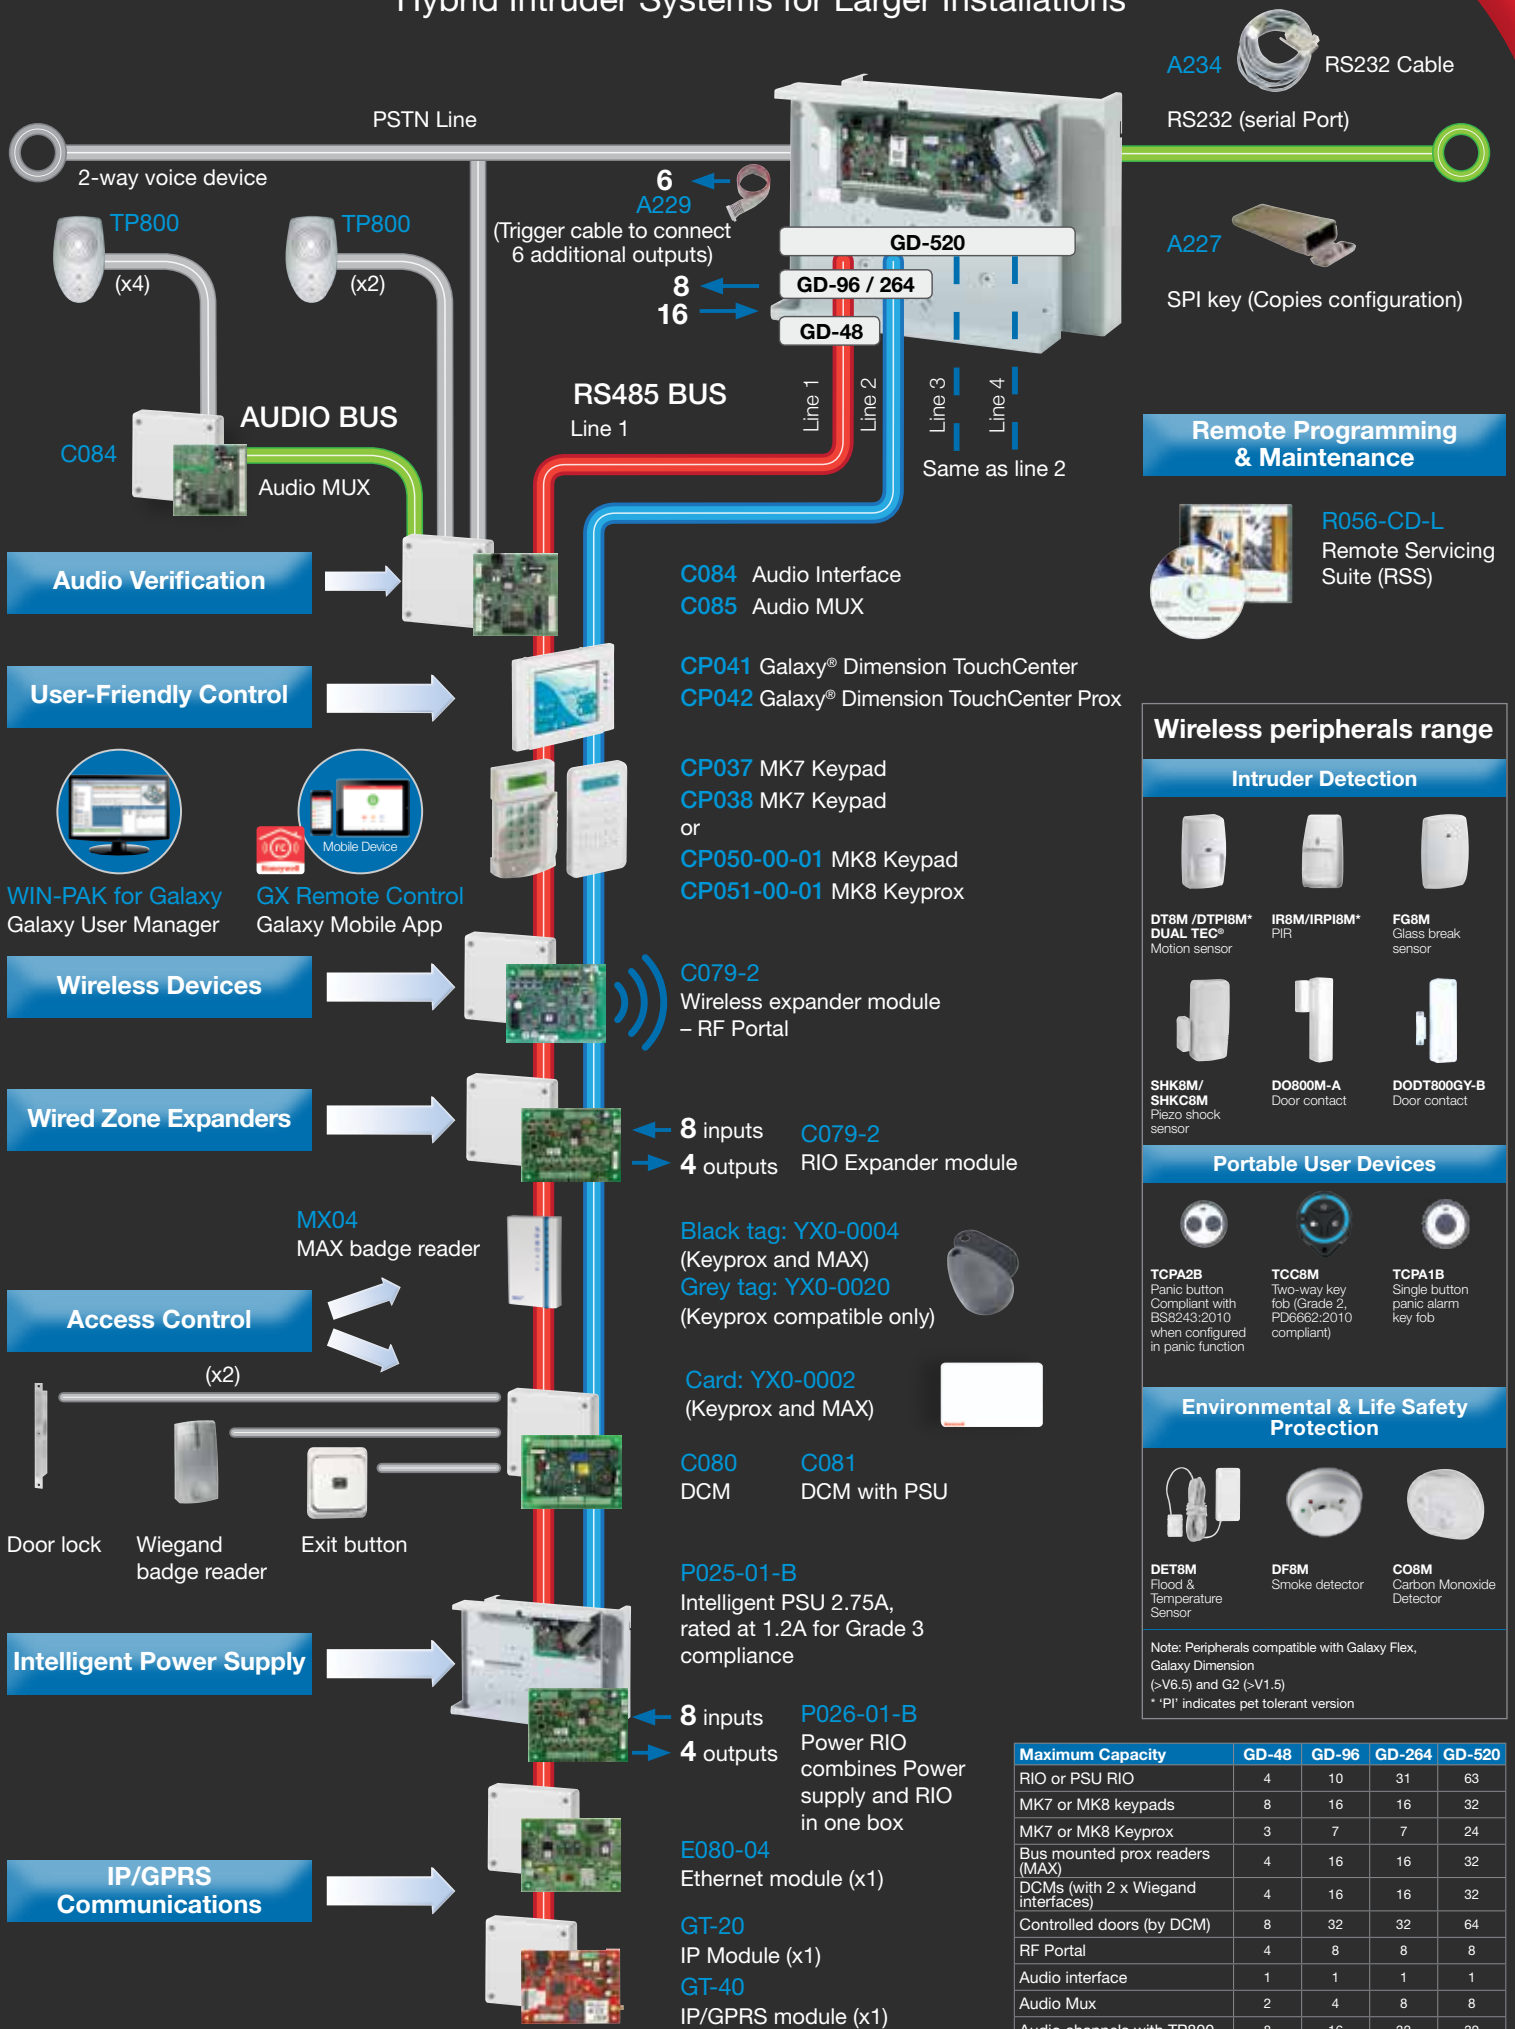 Hybrid Intruder Systems for Larger Installations
A234
RS232 Cable
PSTN Line
RS232 (serial Port)
2-way voice device
6
A229
(Trigger cable to connect
6 additional outputs)
TP800
(x4)
TP800
(x2)
GD-520
8
GD-96 / 264
16
GD-48
A227
SPI key (Copies configuration)
RS485 BUS
Line 1
Line 1
Line 2
Line 3
Line 4
Same as line 2
AUDIO BUS
C084
Audio MUX
Remote Programming
& Maintenance
R056-CD-L
Remote Servicing
Suite (RSS)
Audio Verification
C084 Audio Interface
C085 Audio MUX
User-Friendly Control
CP041 Galaxy® Dimension TouchCenter
CP042 Galaxy® Dimension TouchCenter Prox
CP037 MK7 Keypad
CP038 MK7 Keypad
or
CP050-00-01 MK8 Keypad
CP051-00-01 MK8 Keyprox
Mobile Device
Honeywell
WIN-PAK for Galaxy
Galaxy User Manager
GX Remote Control
Galaxy Mobile App
Wireless Devices
C079-2
Wireless expander module
– RF Portal
Wired Zone Expanders
8 inputs
4 outputs
C079-2
RIO Expander module
MX04
MAX badge reader
Access Control
(x2)
Black tag: YX0-0004
(Keyprox and MAX)
Grey tag: YX0-0020
(Keyprox compatible only)
Card: YX0-0002
(Keyprox and MAX)
C080
DCM
C081
DCM with PSU
Door lock
Wiegand
badge reader
Exit button
P025-01-B
Intelligent PSU 2.75A,
rated at 1.2A for Grade 3
compliance
Intelligent Power Supply
8 inputs
4 outputs
P026-01-B
Power RIO
combines Power
supply and RIO
in one box
IP/GPRS
Communications
E080-04
Ethernet module (x1)
GT-20
IP Module (x1)
GT-40
IP/GPRS module (x1)
Wireless peripherals range
Intruder Detection
DT8M /DTPI8M*
DUAL TEC®
Motion sensor
IR8M/IRPI8M*
PIR
FG8M
Glass break
sensor
SHK8M/
SHKC8M
Piezo shock
sensor
DO800M-A
Door contact
DODT800GY-B
Door contact
Portable User Devices
TCPA2B
Panic button
Compliant with
BS8243:2010
when configured
in panic function
TCC8M
Two-way key
fob (Grade 2,
PD6662:2010
compliant)
TCPA1B
Single button
panic alarm
key fob
Environmental & Life Safety
Protection
DET8M
Flood &
Temperature
Sensor
DF8M
Smoke detector
CO8M
Carbon Monoxide
Detector
Note: Peripherals compatible with Galaxy Flex,
Galaxy Dimension
(>V6.5) and G2 (>V1.5)
* 'PI' indicates pet tolerant version
Maximum Capacity GD-48 GD-96 GD-264 GD-520
RIO or PSU RIO 4 10 31 63
MK7 or MK8 keypads 8 16 16 32
MK7 or MK8 Keyprox 3 7 7 24
Bus mounted prox readers
(MAX) 4 16 16 32
DCMs (with 2 x Wiegand
interfaces) 4 16 16 32
Controlled doors (by DCM) 8 32 32 64
RF Portal 4 8 8 8
Audio interface 1 1 1 1
Audio Mux 2 4 8 8
Audio channels with TP800 8 16 32 32